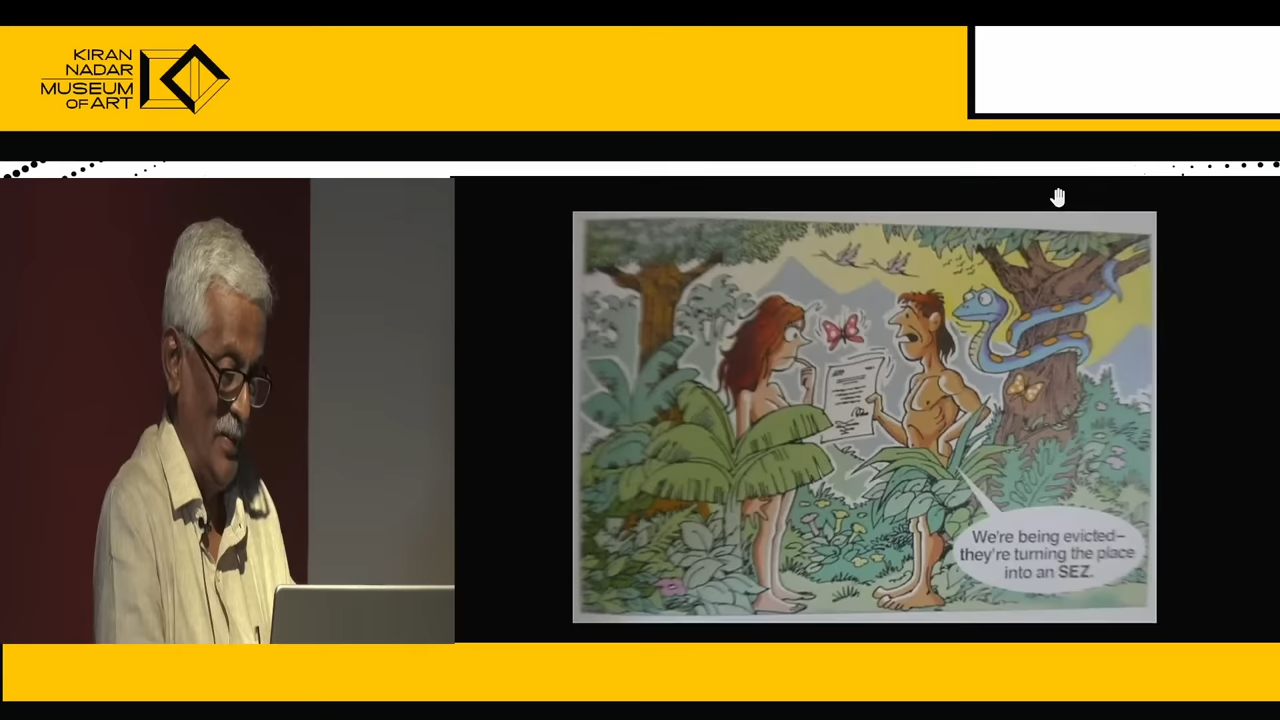 KIRAN
NADAR
MUSEUM
OF ART
We're being evicted–
they're turning the place
into an SEZ.